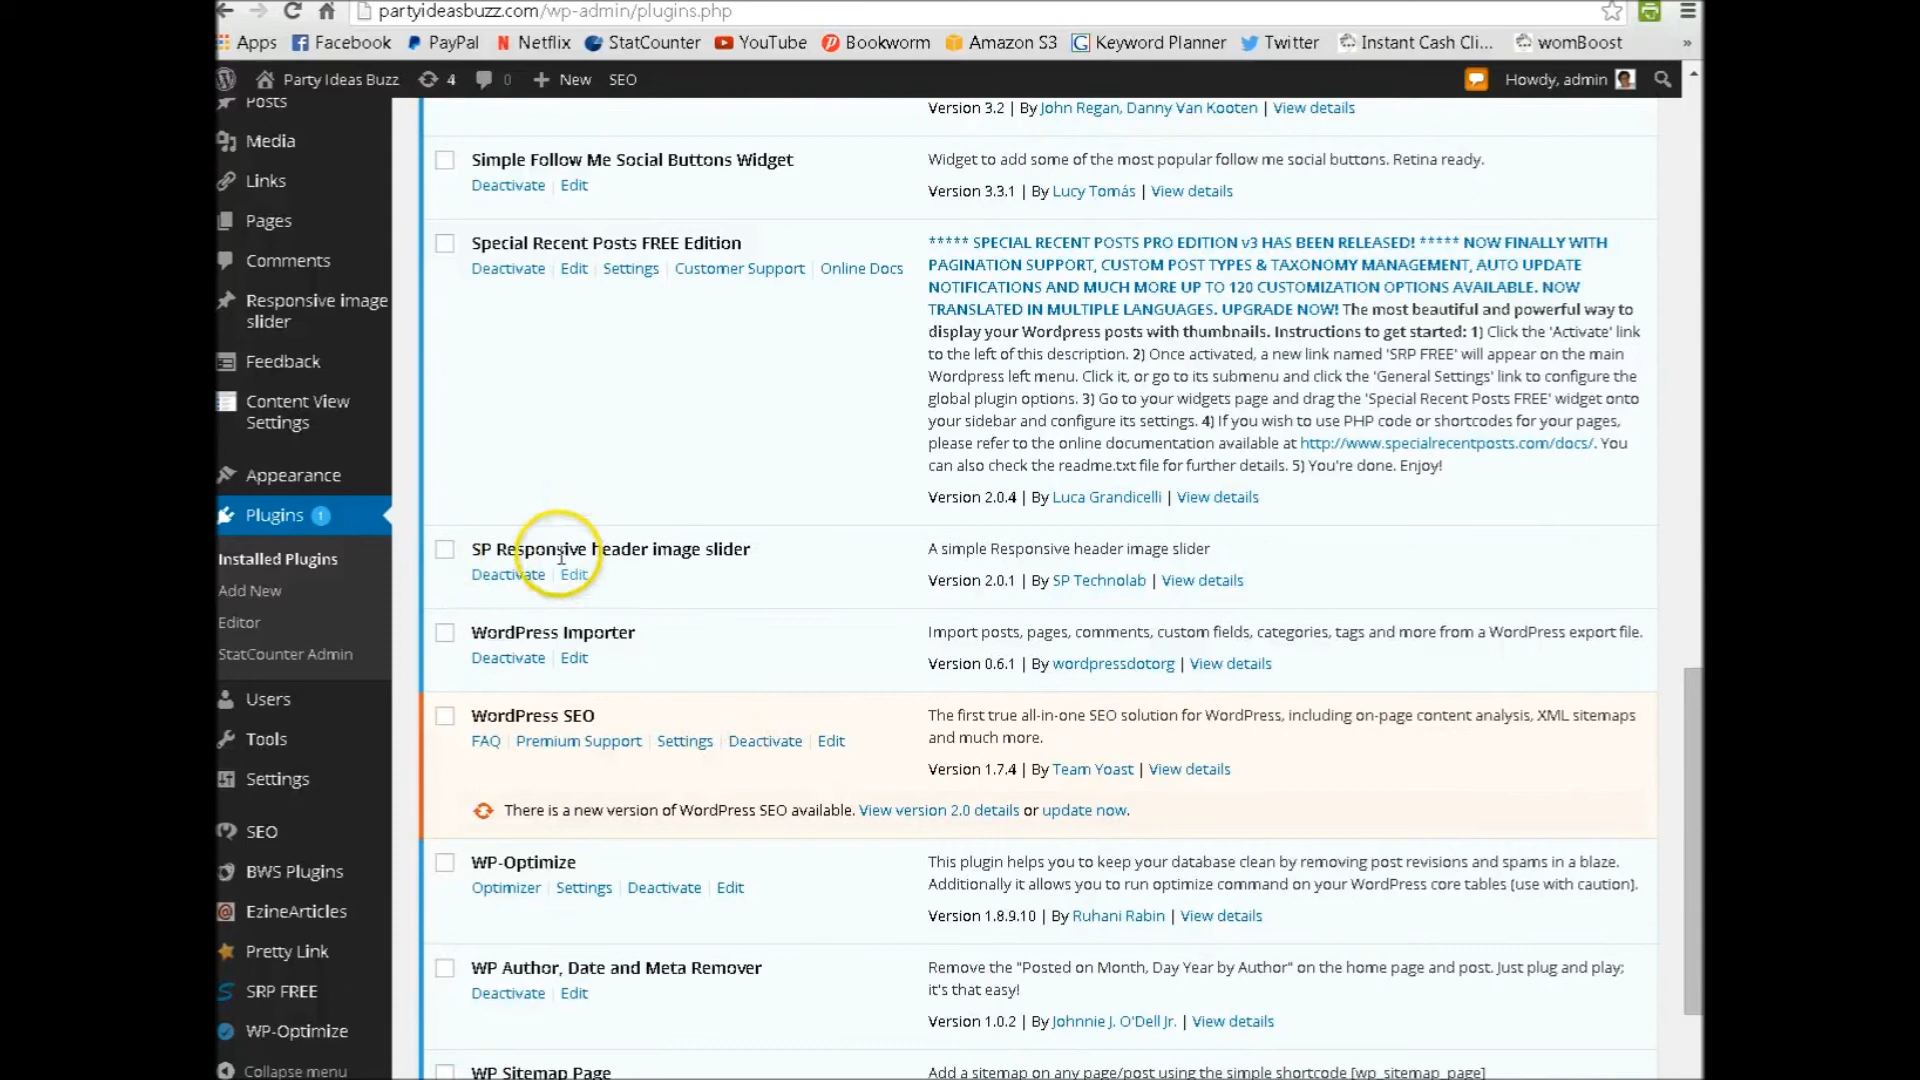 partyideasbuzz.com/wp-admin/plugins.php
Apps Facebook PayPal Netflix StatCounter YouTube Bookworm Amazon S3 Keyword Planner Twitter Instant Cash Cli... womBoost »
Party Ideas Buzz 4 0 New SEO Howdy, admin
Posts
Media
Links
Pages
Comments
Responsive image
slider
Feedback
Content View
Settings
Appearance
Plugins 1
Installed Plugins
Add New
Editor
StatCounter Admin
Users
Tools
Settings
SEO
BWS Plugins
EzineArticles
Pretty Link
SRP FREE
WP-Optimize
Collapse menu
Version 3.2 | By John Regan, Danny Van Kooten | View details
Simple Follow Me Social Buttons Widget
Deactivate | Edit
Widget to add some of the most popular follow me social buttons. Retina ready.
Version 3.3.1 | By Lucy Tomás | View details
Special Recent Posts FREE Edition
Deactivate | Edit | Settings | Customer Support | Online Docs
***** SPECIAL RECENT POSTS PRO EDITION v3 HAS BEEN RELEASED! ***** NOW FINALLY WITH
PAGINATION SUPPORT, CUSTOM POST TYPES & TAXONOMY MANAGEMENT, AUTO UPDATE
NOTIFICATIONS AND MUCH MORE UP TO 120 CUSTOMIZATION OPTIONS AVAILABLE. NOW
TRANSLATED IN MULTIPLE LANGUAGES. UPGRADE NOW! The most beautiful and powerful way to
display your Wordpress posts with thumbnails. Instructions to get started: 1) Click the 'Activate' link
to the left of this description. 2) Once activated, a new link named 'SRP FREE' will appear on the main
Wordpress left menu. Click it, or go to its submenu and click the 'General Settings' link to configure the
global plugin options. 3) Go to your widgets page and drag the 'Special Recent Posts FREE' widget onto
your sidebar and configure its settings. 4) If you wish to use PHP code or shortcodes for your pages,
please refer to the online documentation available at http://www.specialrecentposts.com/docs/. You
can also check the readme.txt file for further details. 5) You're done. Enjoy!
Version 2.0.4 | By Luca Grandicelli | View details
SP Responsive header image slider
Deactivate | Edit
A simple Responsive header image slider
Version 2.0.1 | By SP Technolab | View details
WordPress Importer
Deactivate | Edit
Import posts, pages, comments, custom fields, categories, tags and more from a WordPress export file.
Version 0.6.1 | By wordpressdotorg | View details
WordPress SEO
FAQ | Premium Support | Settings | Deactivate | Edit
The first true all-in-one SEO solution for WordPress, including on-page content analysis, XML sitemaps
and much more.
Version 1.7.4 | By Team Yoast | View details
There is a new version of WordPress SEO available. View version 2.0 details or update now.
WP-Optimize
Optimizer | Settings | Deactivate | Edit
This plugin helps you to keep your database clean by removing post revisions and spams in a blaze.
Additionally it allows you to run optimize command on your WordPress core tables (use with caution).
Version 1.8.9.10 | By Ruhani Rabin | View details
WP Author, Date and Meta Remover
Deactivate | Edit
Remove the "Posted on Month, Day Year by Author" on the home page and post. Just plug and play;
it's that easy!
Version 1.0.2 | By Johnnie J. O'Dell Jr. | View details
WP Sitemap Page
Add a sitemap on any page/post using the simple shortcode [wp_sitemap_page]